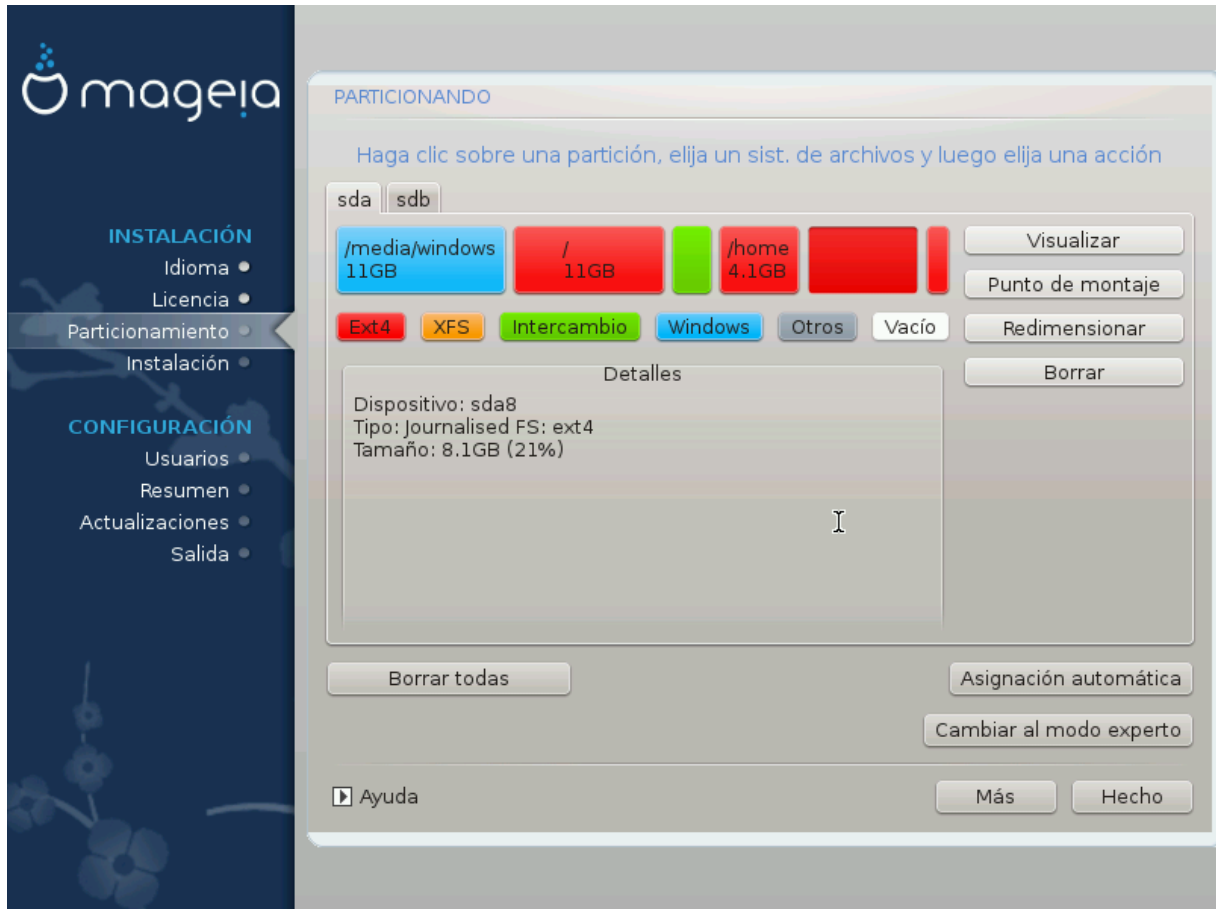 mageia
INSTALACIÓN
Idioma
Licencia
Particionamiento
Instalación
CONFIGURACIÓN
Usuarios
Resumen
Actualizaciones
Salida
PARTICIONANDO
Haga clic sobre una partición, elija un sist. de archivos y luego elija una acción
sda sdb
/media/windows
11GB
/
11GB
/home
4.1GB
Ext4 XFS Intercambio Windows Otros Vacío
Visualizar
Punto de montaje
Redimensionar
Borrar
Detalles
Dispositivo: sda8
Tipo: Journalised FS: ext4
Tamaño: 8.1GB (21%)
Borrar todas
Asignación automática
Cambiar al modo experto
Ayuda
Más
Hecho